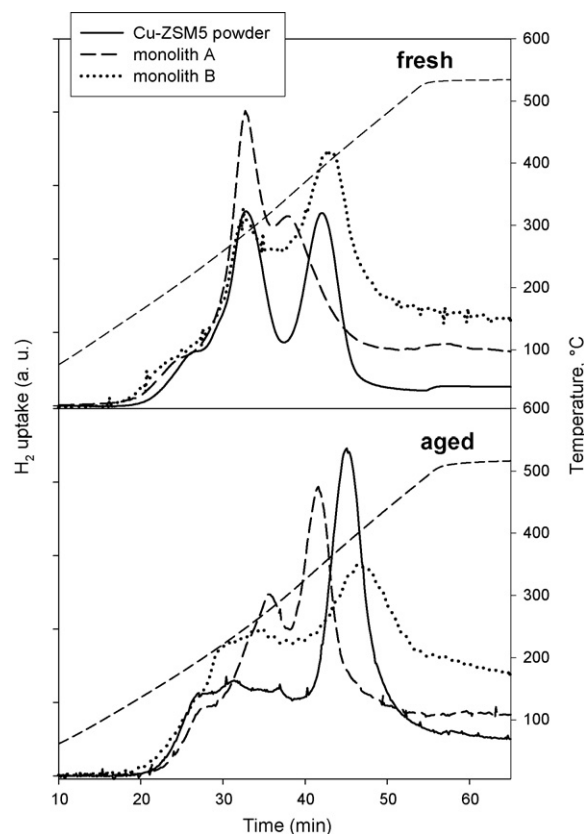 Cu-ZSM5 powder
monolith A
monolith B
fresh
600
500
400
300
200
100
600
aged
500
400
300
200
100
H₂ uptake (a. u.)
Temperature, °C
10 20 30 40 50 60
Time (min)